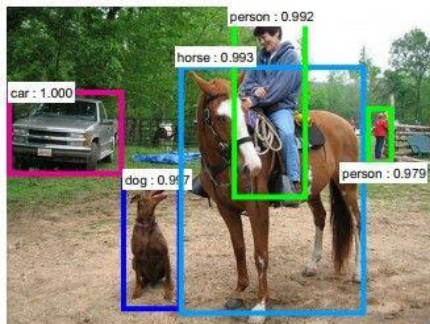 person : 0.992
horse : 0.993
car : 1.000
dog : 0.997
person : 0.979